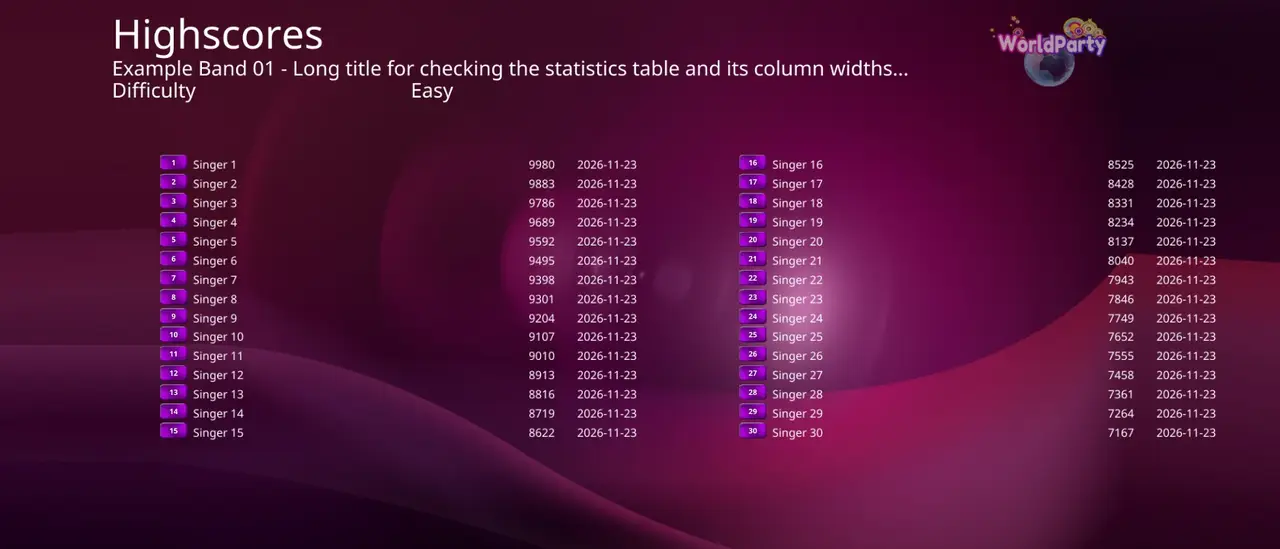 Highscores
WorldParty
Example Band 01 - Long title for checking the statistics table and its column widths...
Difficulty Easy
1 Singer 1 9980 2026-11-23
2 Singer 2 9883 2026-11-23
3 Singer 3 9786 2026-11-23
4 Singer 4 9689 2026-11-23
5 Singer 5 9592 2026-11-23
6 Singer 6 9495 2026-11-23
7 Singer 7 9398 2026-11-23
8 Singer 8 9301 2026-11-23
9 Singer 9 9204 2026-11-23
10 Singer 10 9107 2026-11-23
11 Singer 11 9010 2026-11-23
12 Singer 12 8913 2026-11-23
13 Singer 13 8816 2026-11-23
14 Singer 14 8719 2026-11-23
15 Singer 15 8622 2026-11-23
16 Singer 16 8525 2026-11-23
17 Singer 17 8428 2026-11-23
18 Singer 18 8331 2026-11-23
19 Singer 19 8234 2026-11-23
20 Singer 20 8137 2026-11-23
21 Singer 21 8040 2026-11-23
22 Singer 22 7943 2026-11-23
23 Singer 23 7846 2026-11-23
24 Singer 24 7749 2026-11-23
25 Singer 25 7652 2026-11-23
26 Singer 26 7555 2026-11-23
27 Singer 27 7458 2026-11-23
28 Singer 28 7361 2026-11-23
29 Singer 29 7264 2026-11-23
30 Singer 30 7167 2026-11-23